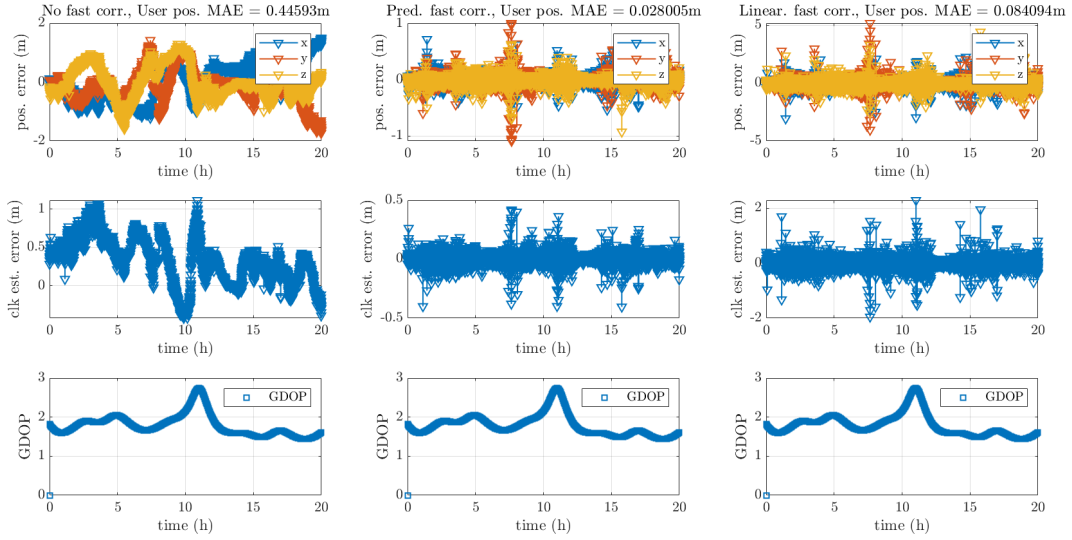 No fast corr., User pos. MAE = 0.44593m
Pred. fast corr., User pos. MAE = 0.028005m
Linear. fast corr., User pos. MAE = 0.084094m
2
0
-2
pos. error (m)
x
y
z
0 5 10 15 20
time (h)
1
0
-1
pos. error (m)
x
y
z
0 5 10 15 20
time (h)
5
0
-5
pos. error (m)
x
y
z
0 5 10 15 20
time (h)
1
0.5
0
clk est. error (m)
0 5 10 15 20
time (h)
0.5
0
-0.5
clk est. error (m)
0 5 10 15 20
time (h)
2
0
-2
clk est. error (m)
0 5 10 15 20
time (h)
3
2
1
0
GDOP
GDOP
0 5 10 15 20
time (h)
3
2
1
0
GDOP
GDOP
0 5 10 15 20
time (h)
3
2
1
0
GDOP
GDOP
0 5 10 15 20
time (h)